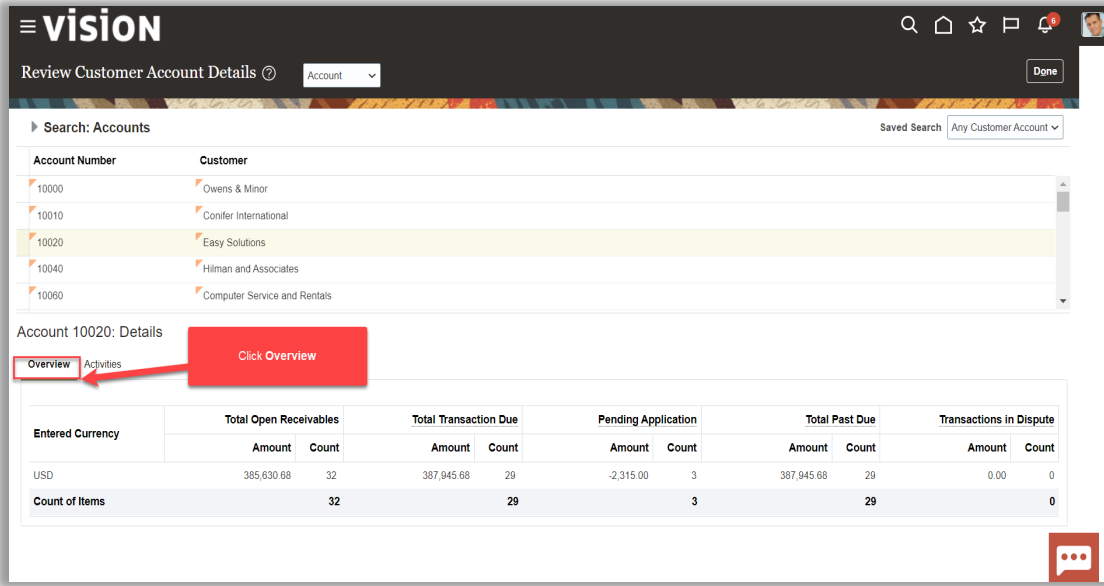 VISION
6
Review Customer Account Details ?
Account
Done
Search: Accounts
Saved Search Any Customer Account
Account Number Customer
10000 Owens & Minor
10010 Conifer International
10020 Easy Solutions
10040 Hilman and Associates
10060 Computer Service and Rentals
Account 10020: Details
Click Overview
Overview Activities
Entered Currency Total Open Receivables Total Transaction Due Pending Application Total Past Due Transactions in Dispute
Amount Count Amount Count Amount Count Amount Count Amount Count
USD 385,630.68 32 387,945.68 29 -2,315.00 3 387,945.68 29 0.00 0
Count of Items 32 29 3 29 0